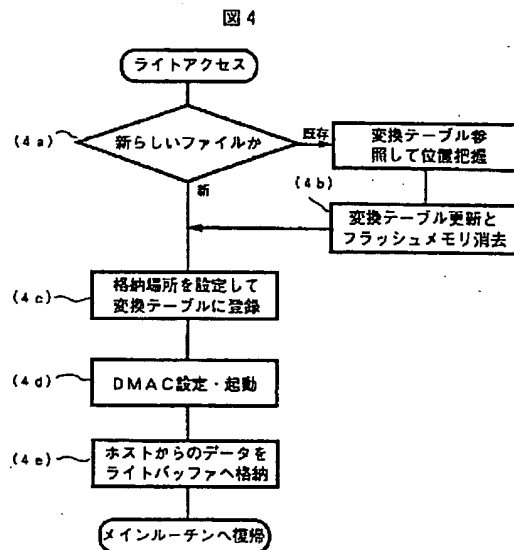 図4
ライトアクセス
(4a)
新らしいファイルか
既存
変換テーブル参
照して位置把握
新
(4b)
変換テーブル更新と
フラッシュメモリ消去
(4c)
格納場所を設定して
変換テーブルに登録
(4d)
DMAC設定・起動
(4e)
ホストからのデータを
ライトバッファへ格納
メインルーチンへ復帰